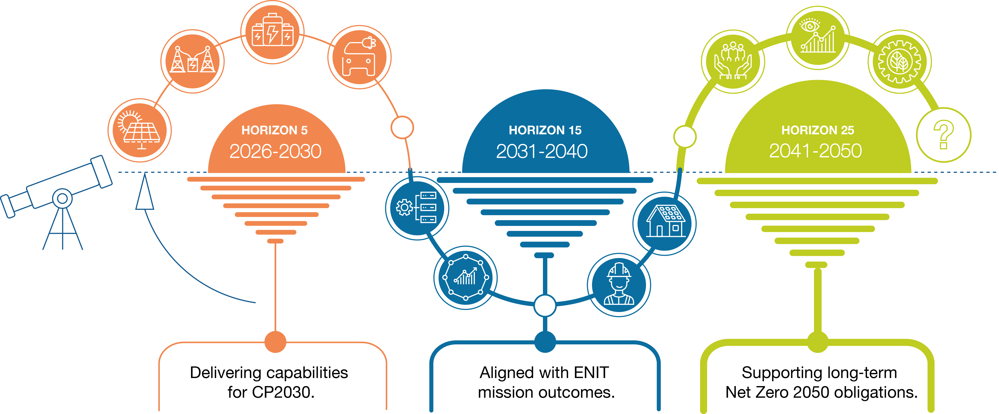 HORIZON 5
2026-2030
HORIZON 15
2031-2040
HORIZON 25
2041-2050
?
Delivering capabilities
for CP2030.
Aligned with ENIT
mission outcomes.
Supporting long-term
Net Zero 2050 obligations.